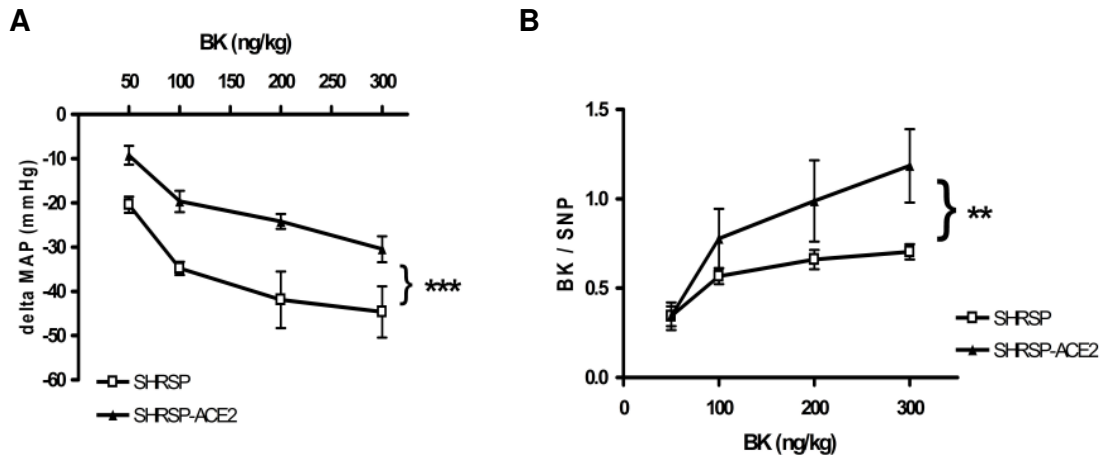 A
BK (ng/kg)
50 100 150 200 250 300
0
-10
-20
-30
-40
-50
-60
delta MAP (mmHg)
***
SHRSP
SHRSP-ACE2
B
1.5
1.0
0.5
0.0
BK / SNP
**
SHRSP
SHRSP-ACE2
0 100 200 300
BK (ng/kg)